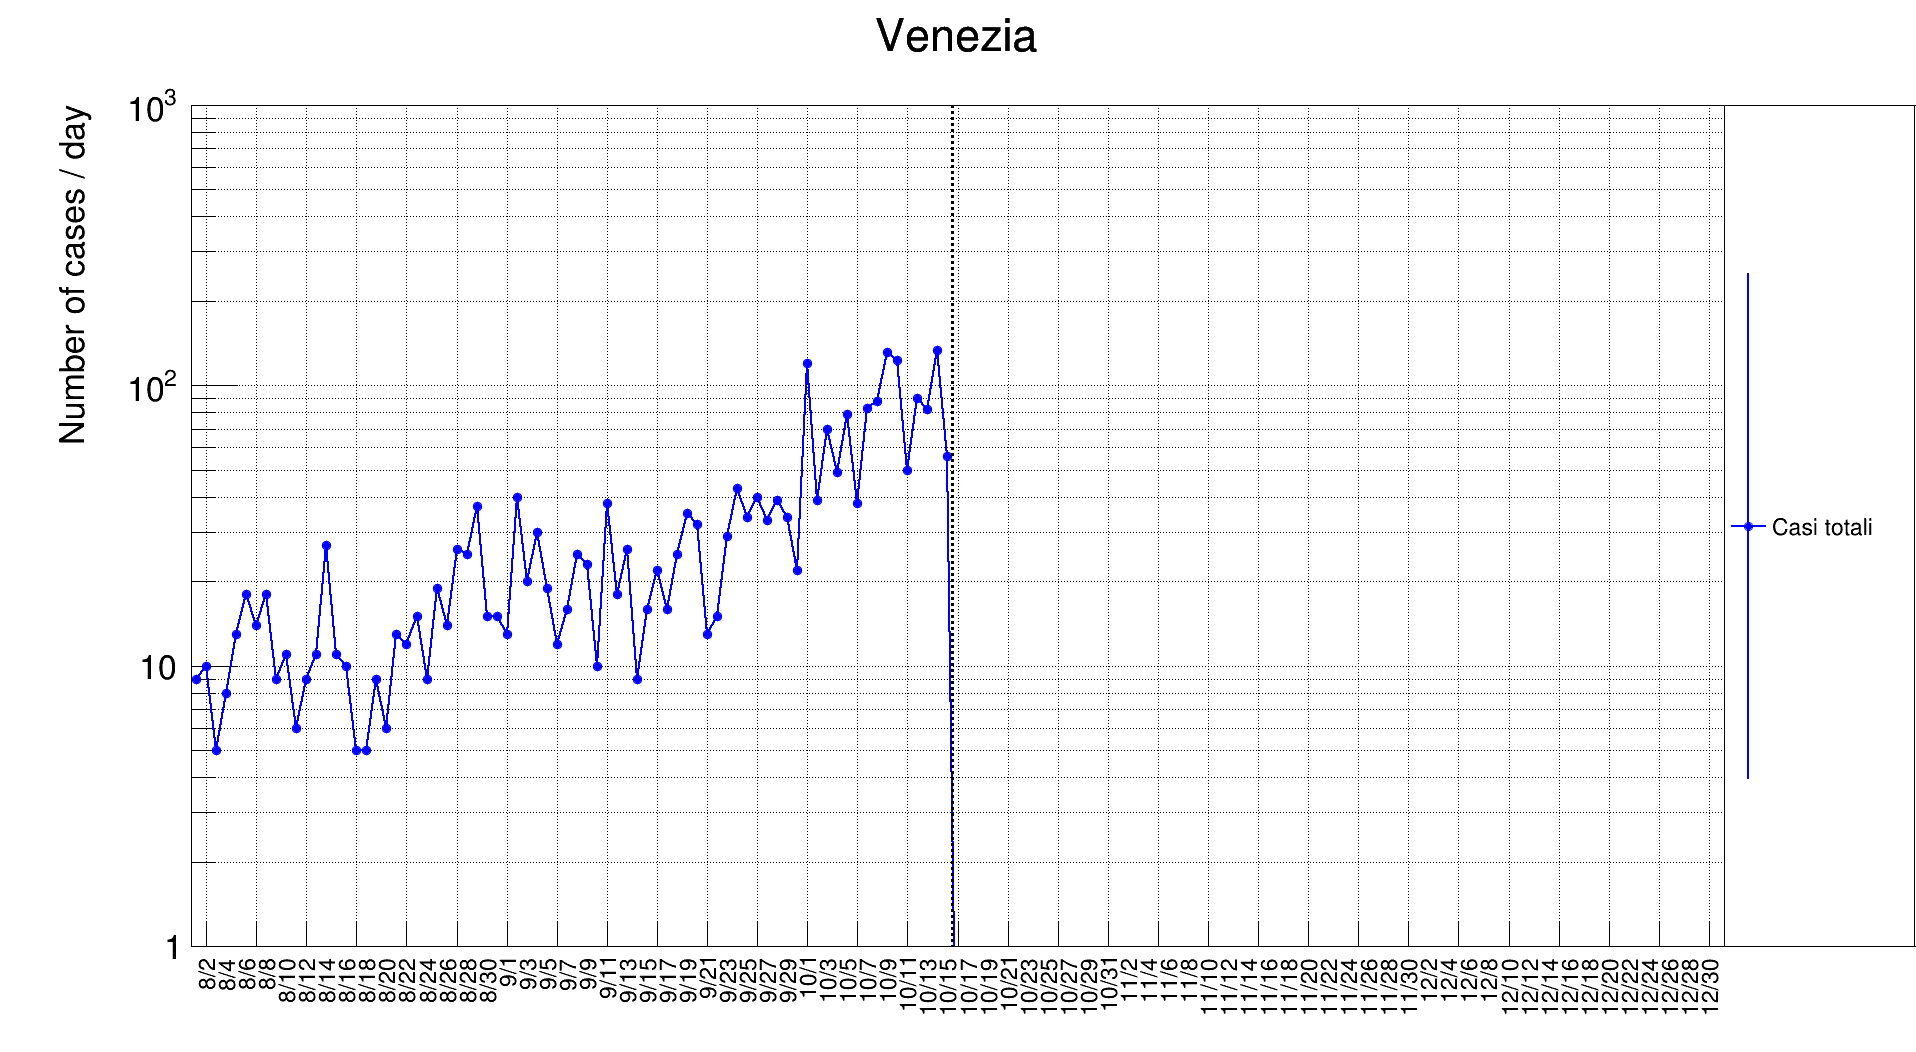 Venezia
Number of cases / day
10³
10²
10
1
8/2 8/4 8/6 8/8 8/10 8/12 8/14 8/16 8/18 8/20 8/22 8/24 8/26 8/28 8/30 9/1 9/3 9/5 9/7 9/9 9/11 9/13 9/15 9/17 9/19 9/21 9/23 9/25 9/27 9/29 10/1 10/3 10/5 10/7 10/9 10/11 10/13 10/15 10/17 10/19 10/21 10/23 10/25 10/27 10/29 10/31 11/2 11/4 11/6 11/8 11/10 11/12 11/14 11/16 11/18 11/20 11/22 11/24 11/26 11/28 11/30 12/2 12/4 12/6 12/8 12/10 12/12 12/14 12/16 12/18 12/20 12/22 12/24 12/26 12/28 12/30
Casi totali